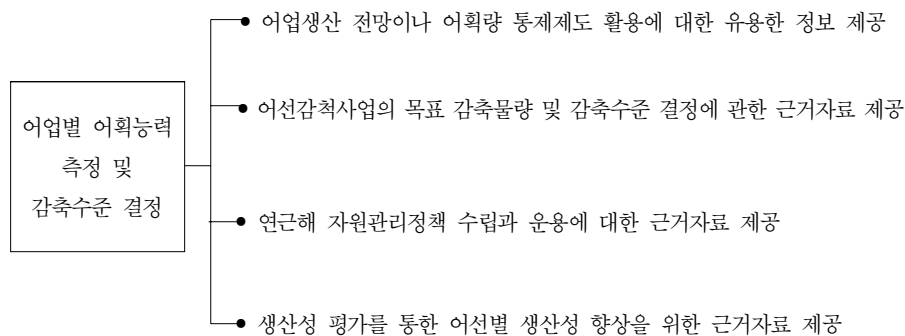 어업별 어획능력
측정 및
감축수준 결정
● 어업생산 전망이나 어획량 통제제도 활용에 대한 유용한 정보 제공
● 어선감척사업의 목표 감축물량 및 감축수준 결정에 관한 근거자료 제공
● 연근해 자원관리정책 수립과 운용에 대한 근거자료 제공
● 생산성 평가를 통한 어선별 생산성 향상을 위한 근거자료 제공